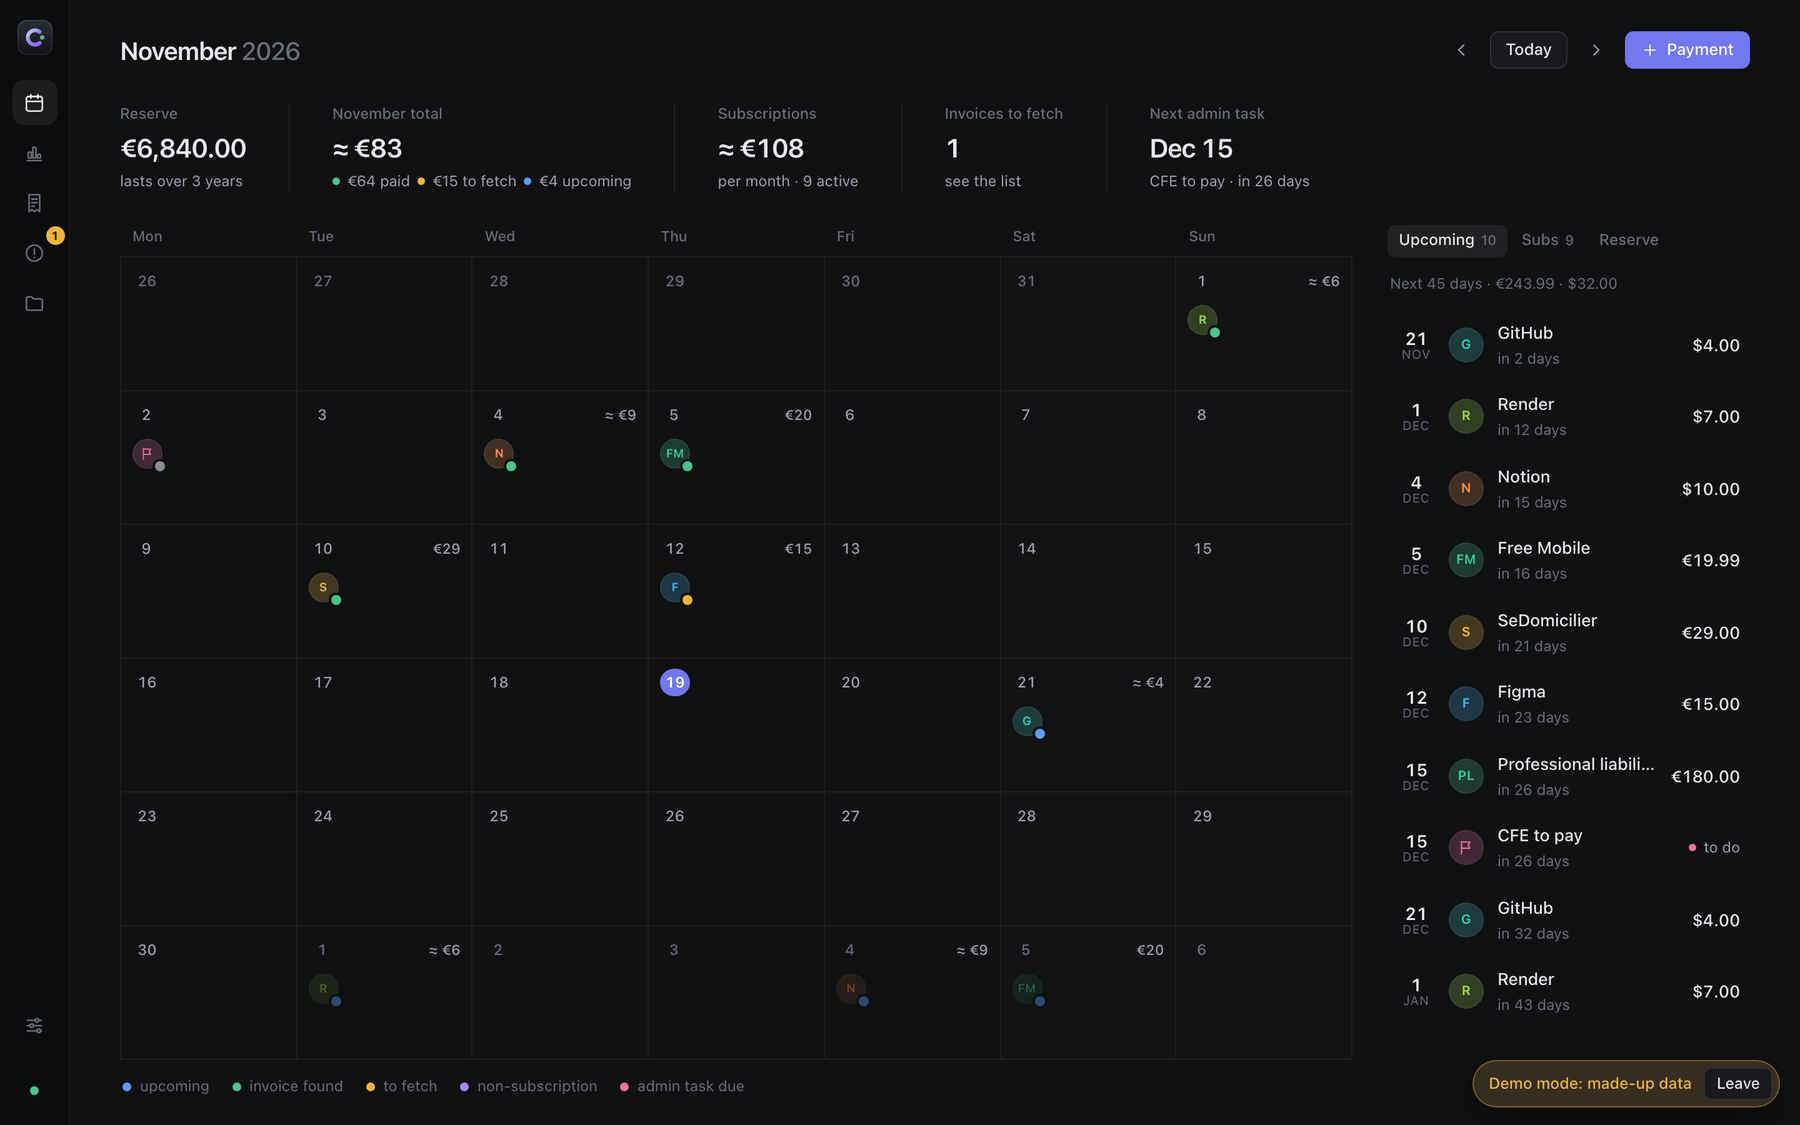 November 2026
Today
+ Payment
Reserve
€6,840.00
lasts over 3 years
November total
≈ €83
€64 paid €15 to fetch €4 upcoming
Subscriptions
≈ €108
per month · 9 active
Invoices to fetch
1
see the list
Next admin task
Dec 15
CFE to pay · in 26 days
1
Mon Tue Wed Thu Fri Sat Sun
26 27 28 29 30 31 1 ≈ €6
R
2 3 4 ≈ €9 5 €20 6 7 8
N FM
9 10 €29 11 12 €15 13 14 15
S F
16 17 18 19 20 21 ≈ €4 22
G
23 24 25 26 27 28 29
30 1 ≈ €6 2 3 4 ≈ €9 5 €20 6
R N FM
upcoming invoice found to fetch non-subscription admin task due
Upcoming 10 Subs 9 Reserve
Next 45 days · €243.99 · $32.00
21 NOV G GitHub $4.00
in 2 days
1 DEC R Render $7.00
in 12 days
4 DEC N Notion $10.00
in 15 days
5 DEC FM Free Mobile €19.99
in 16 days
10 DEC S SeDomicilier €29.00
in 21 days
12 DEC F Figma €15.00
in 23 days
15 DEC PL Professional liabili... €180.00
in 26 days
15 DEC CFE to pay to do
in 26 days
21 DEC G GitHub $4.00
in 32 days
1 JAN R Render $7.00
in 43 days
Demo mode: made-up data Leave